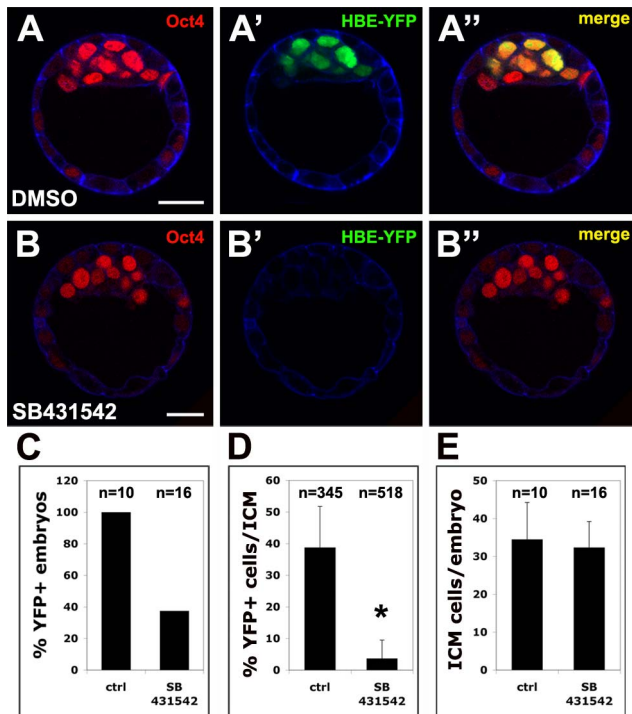 A Oct4
A’ HBE-YFP
A” merge
DMSO
B Oct4
B’ HBE-YFP
B” merge
SB431542
C
% YFP+ embryos
120
100
80
60
40
20
0
n=10 n=16
ctrl SB
431542
D
% YFP+ cells/ICM
60
50
40
30
20
10
0
n=345 n=518
*
ctrl SB
431542
E
ICM cells/embryo
50
40
30
20
10
0
n=10 n=16
ctrl SB
431542